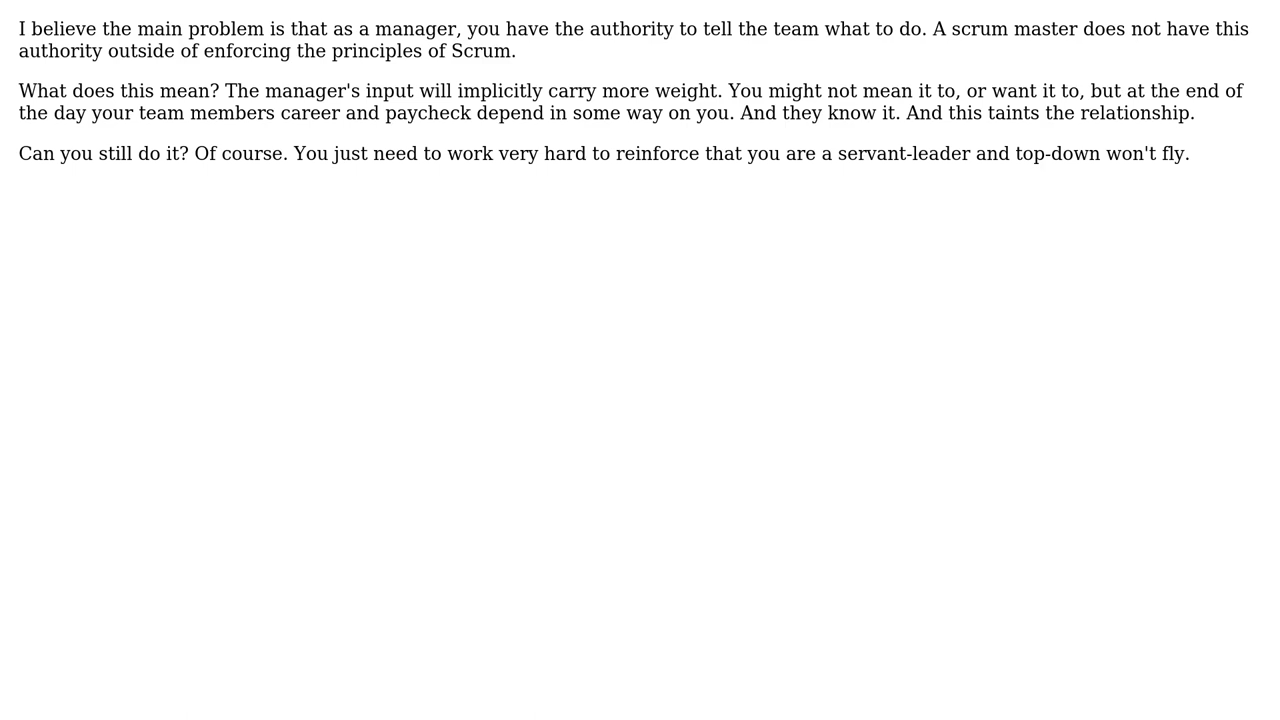 I believe the main problem is that as a manager, you have the authority to tell the team what to do. A scrum master does not have this
authority outside of enforcing the principles of Scrum.
What does this mean? The manager's input will implicitly carry more weight. You might not mean it to, or want it to, but at the end of
the day your team members career and paycheck depend in some way on you. And they know it. And this taints the relationship.
Can you still do it? Of course. You just need to work very hard to reinforce that you are a servant-leader and top-down won't fly.